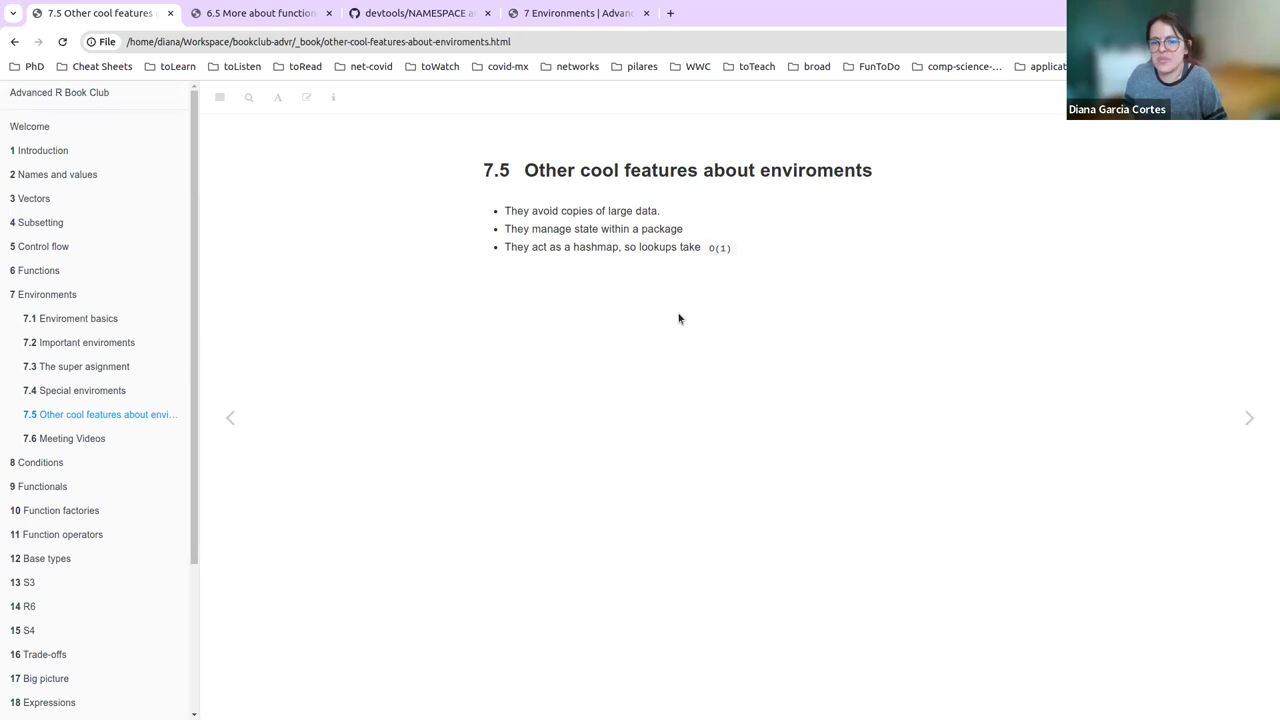 7.5 Other cool features a
6.5 More about function
devtools/NAMESPACE a
7 Environments | Advanc
File
/home/diana/Workspace/bookclub-advr/_book/other-cool-features-about-enviroments.html
PhD
Cheat Sheets
toLearn
toListen
toRead
net-covid
toWatch
covid-mx
networks
pilares
WWC
toTeach
broad
FunToDo
comp-science-...
applicat
Diana Garcia Cortes
Advanced R Book Club
Welcome
1 Introduction
2 Names and values
3 Vectors
4 Subsetting
5 Control flow
6 Functions
7 Environments
7.1 Enviroment basics
7.2 Important enviroments
7.3 The super asignment
7.4 Special enviroments
7.5 Other cool features about envi...
7.6 Meeting Videos
8 Conditions
9 Functionals
10 Function factories
11 Function operators
12 Base types
13 S3
14 R6
15 S4
16 Trade-offs
17 Big picture
18 Expressions
7.5 Other cool features about enviroments
• They avoid copies of large data.
• They manage state within a package
• They act as a hashmap, so lookups take O(1)